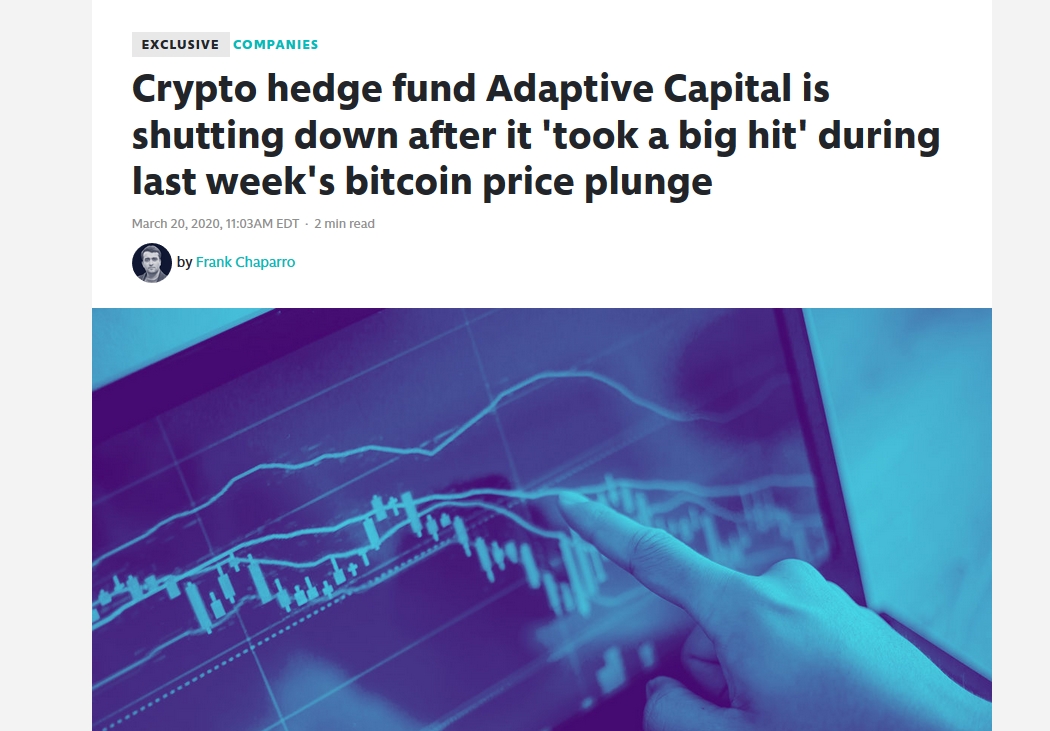 EXCLUSIVE COMPANIES
Crypto hedge fund Adaptive Capital is
shutting down after it 'took a big hit' during
last week's bitcoin price plunge
March 20, 2020, 11:03AM EDT · 2 min read
by Frank Chaparro